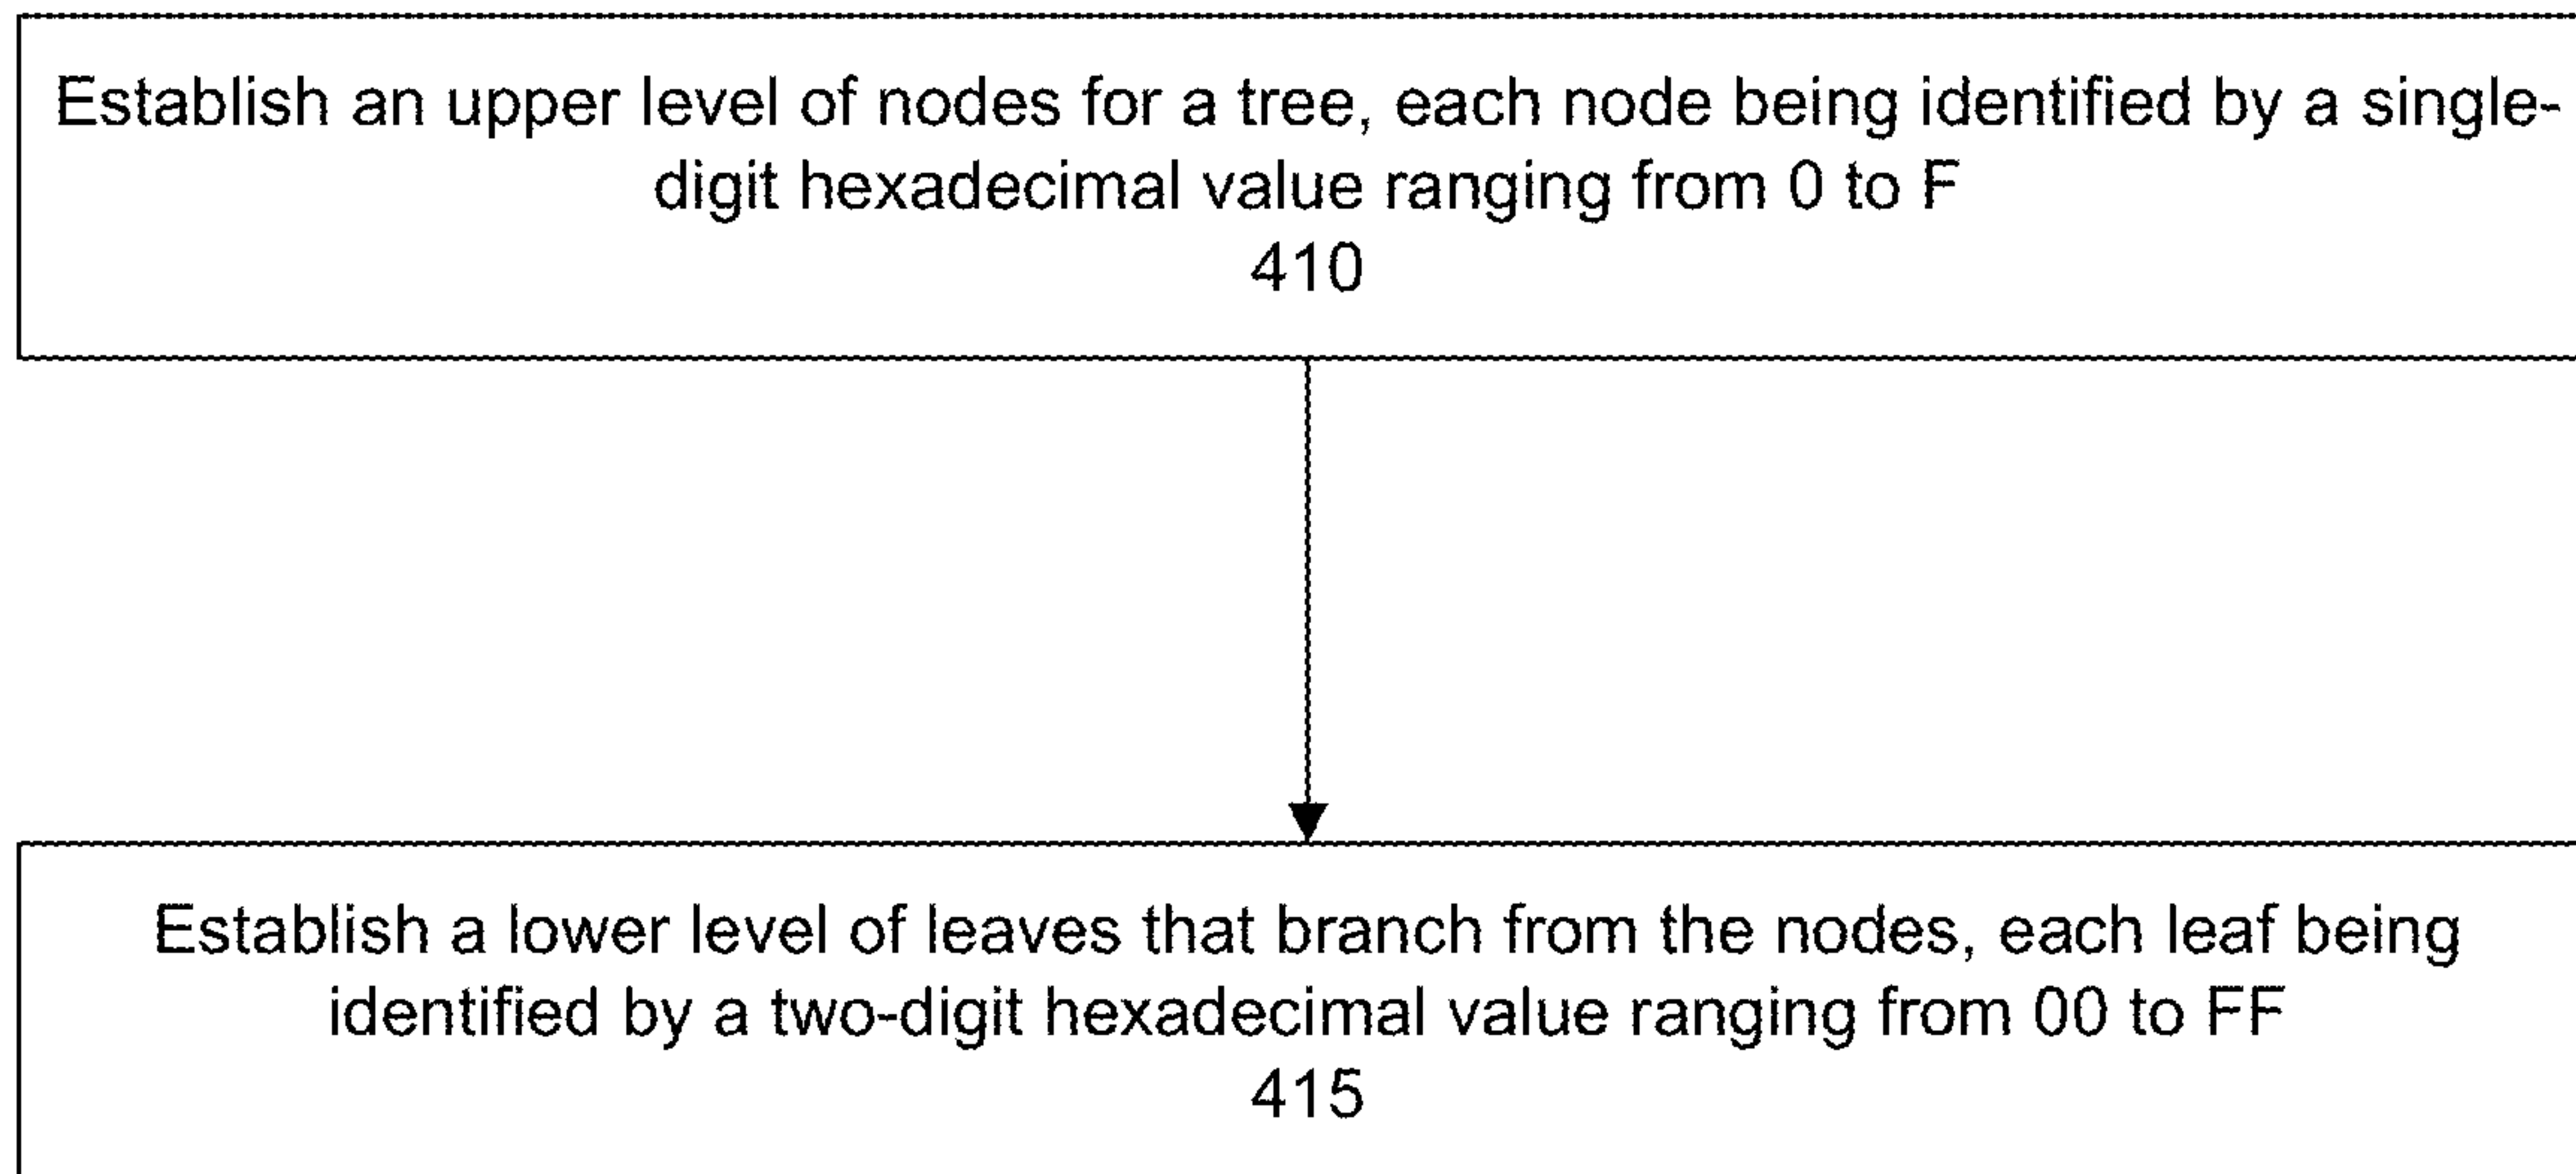 Establish an upper level of nodes for a tree, each node being identified by a single-
digit hexadecimal value ranging from 0 to F
410
Establish a lower level of leaves that branch from the nodes, each leaf being
identified by a two-digit hexadecimal value ranging from 00 to FF
415